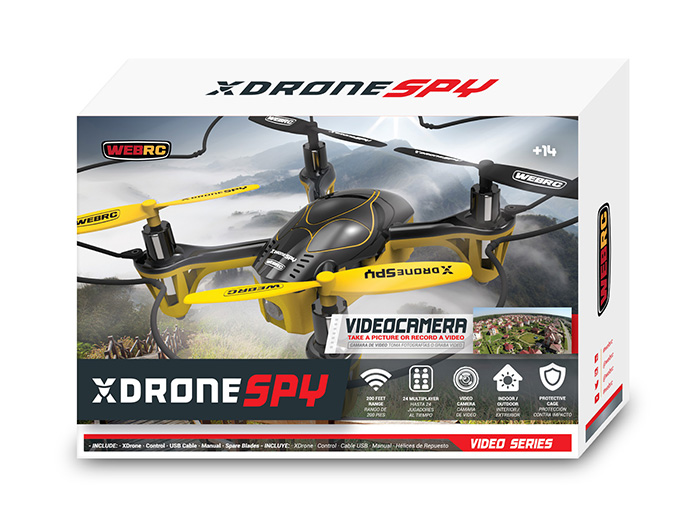 XDRONESPY
WEBRC
+14
WEBRC
WEBRC
XDRONESPY
WEBRC
XDRONESPY
XDRONESPY
WEBRC
WEBRC
VIDEOCAMERA
TAKE A PICTURE OR RECORD A VIDEO
CÁMARA DE VIDEO TOMA FOTOGRAFÍAS O GRABA VIDEO
XDRONESPY
200 FEET RANGE
RANGO DE 200 PIES
24 MULTIPLAYER
HASTA 24 JUGADORES AL TIEMPO
VIDEO CAMERA
CÁMARA DE VIDEO
INDOOR / OUTDOOR
INTERIOR / EXTERIOR
PROTECTIVE CAGE
PROTECCIÓN CONTRA IMPACTO
- INCLUDE: - XDrone - Control - USB Cable - Manual - Spare Blades - INCLUYE: - XDrone - Control - Cable USB - Manual - Hélices de Repuesto
VIDEO SERIES